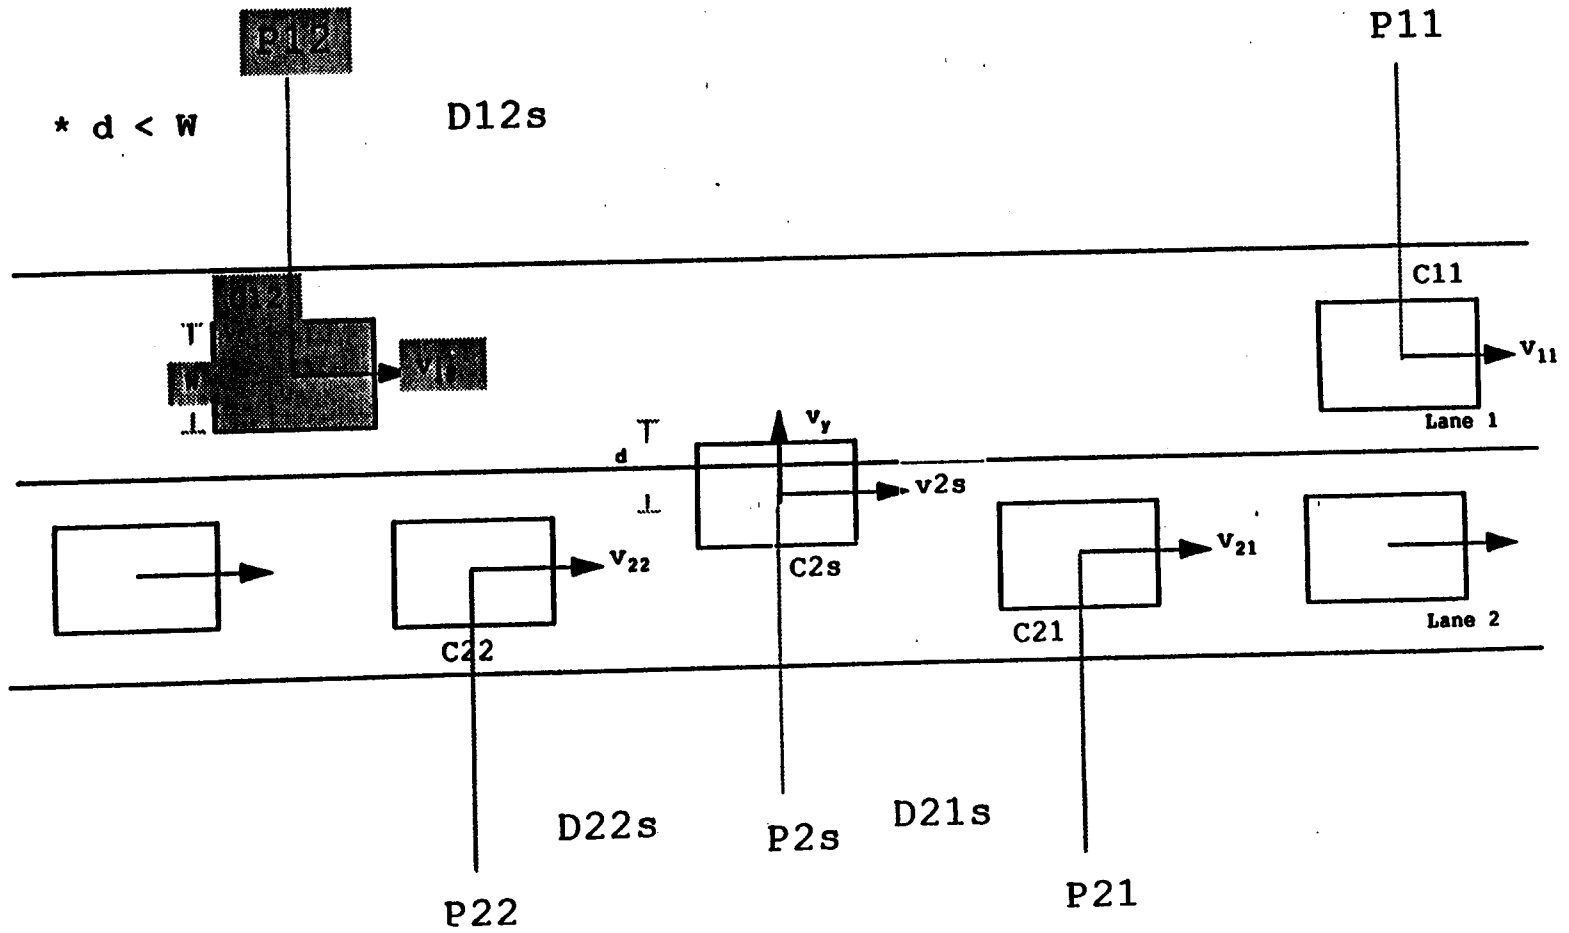 P12
P11
* d < W
D12s
C11
W
v11
Lane 1
vy
d
v2s
v22
C2s
v21
C21
Lane 2
C22
D22s
P2s
D21s
P22
P21